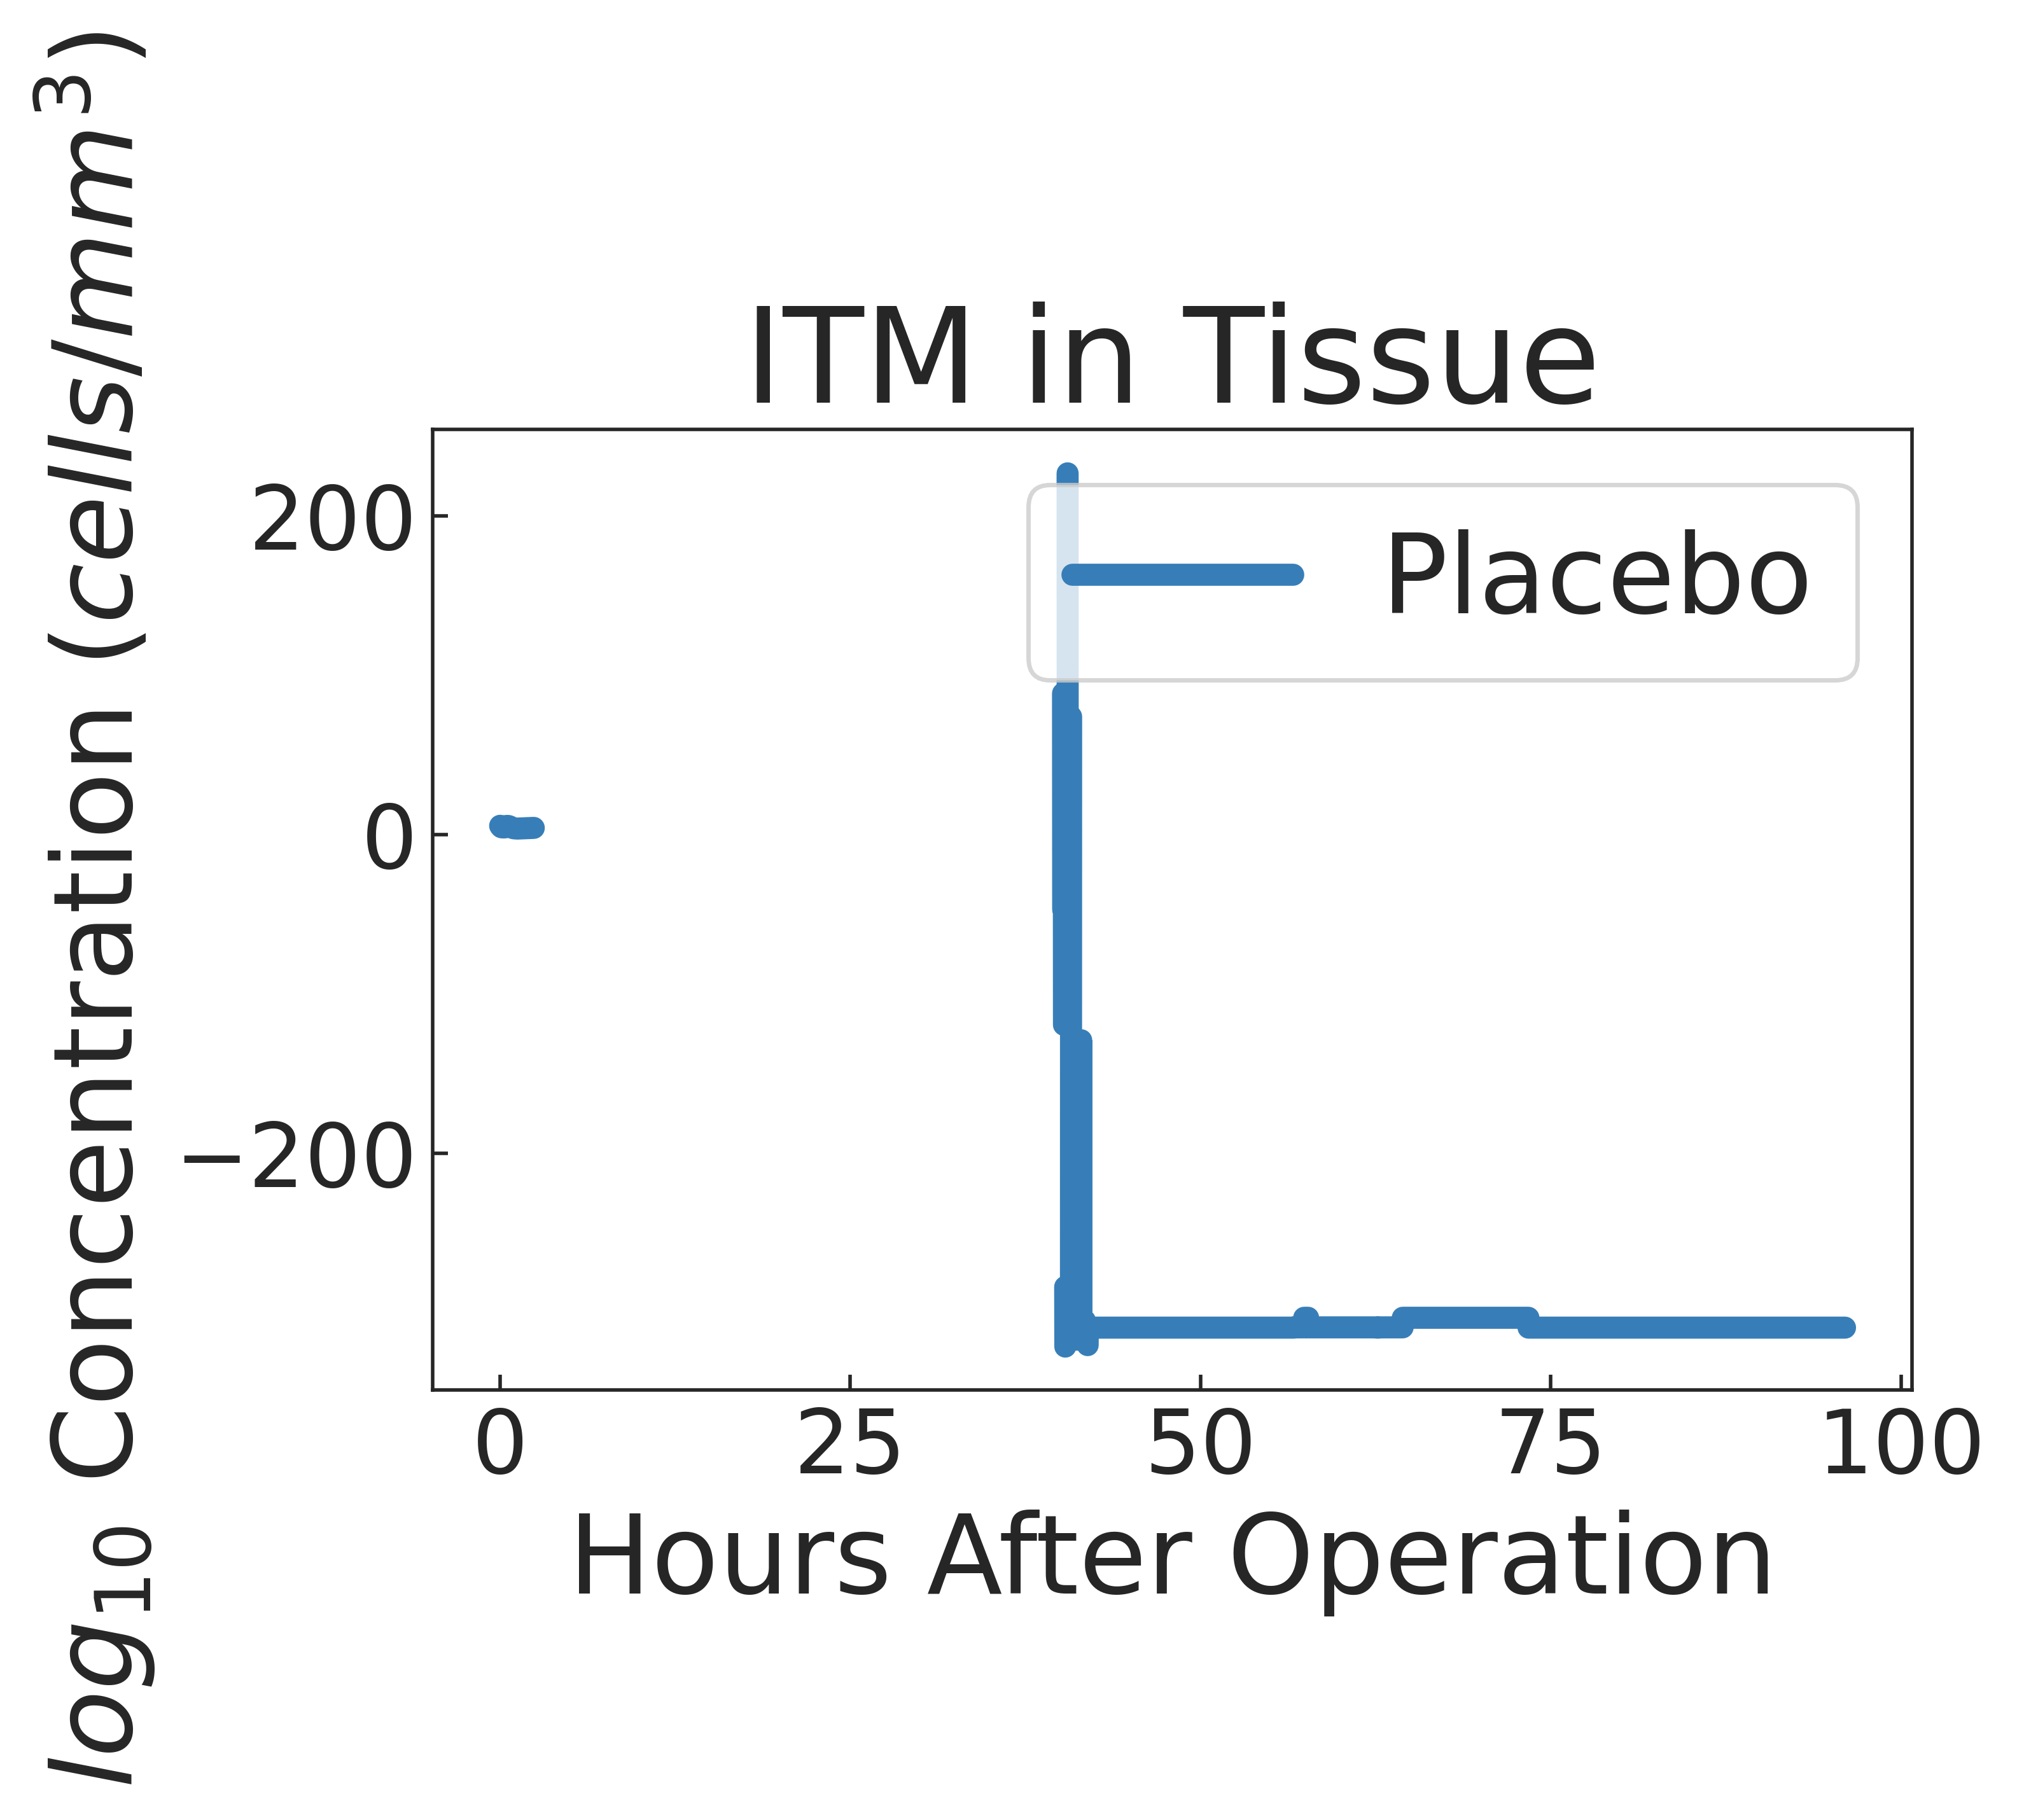 ITM in Tissue
log₁₀ Concentration (cells/mm³)
200
0
−200
Placebo
0 25 50 75 100
Hours After Operation